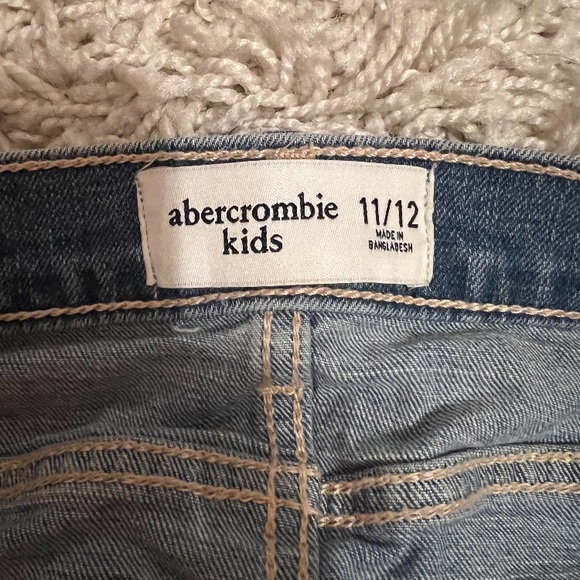 abercrombie
kids
11/12
MADE IN
BANGLADESH